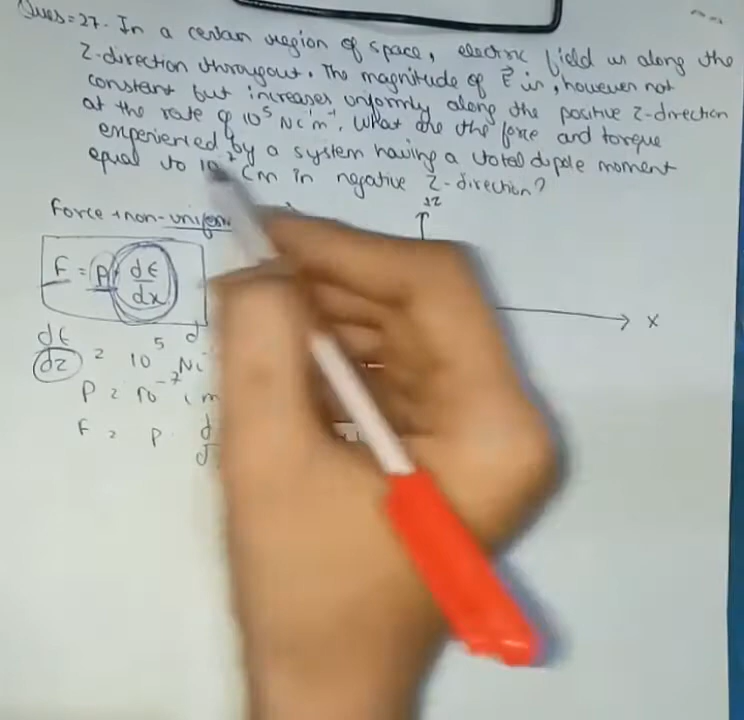 Ques=27. In a certain region of space, electric field is along the
Z-direction throughout. The magnitude of E is, however not
constant but increases uniformly along the positive z-direction
at the rate of 10⁵ NC⁻¹m⁻¹. What are the the force and torque
experienced by a system having a total dipole moment
equal to Cm in negative Z-direction?
Force + non-uniform
F = P dE/dx
dE/dz = 10⁵ NC
P = 10⁻⁷ Cm
F = P. d
X